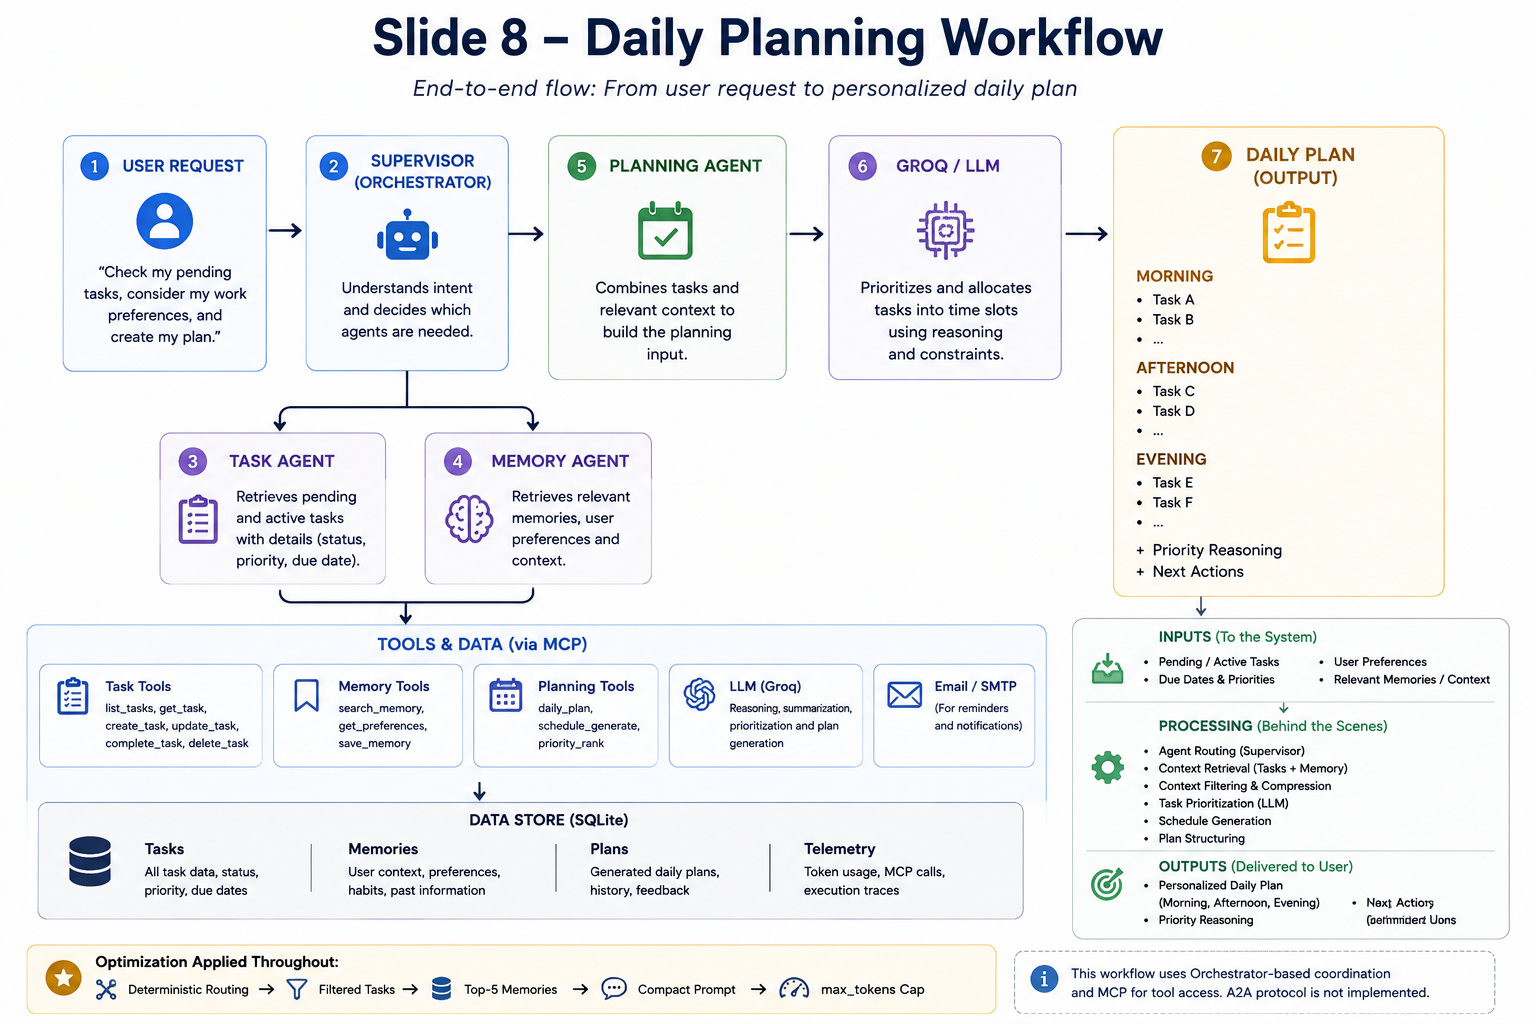 Slide 8 – Daily Planning Workflow
End-to-end flow: From user request to personalized daily plan
1 USER REQUEST
“Check my pending
tasks, consider my work
preferences, and
create my plan.”
2 SUPERVISOR
(ORCHESTRATOR)
Understands intent
and decides which
agents are needed.
5 PLANNING AGENT
Combines tasks and
relevant context to
build the planning
input.
6 GROQ / LLM
Prioritizes and allocates
tasks into time slots
using reasoning
and constraints.
7 DAILY PLAN
(OUTPUT)
MORNING
• Task A
• Task B
• ...
AFTERNOON
• Task C
• Task D
• ...
EVENING
• Task E
• Task F
• ...
+ Priority Reasoning
+ Next Actions
3 TASK AGENT
Retrieves pending
and active tasks
with details (status,
priority, due date).
4 MEMORY AGENT
Retrieves relevant
memories, user
preferences and
context.
TOOLS & DATA (via MCP)
Task Tools
list_tasks, get_task,
create_task, update_task,
complete_task, delete_task
Memory Tools
search_memory,
get_preferences,
save_memory
Planning Tools
daily_plan,
schedule_generate,
priority_rank
LLM (Groq)
Reasoning, summarization,
prioritization and plan
generation
Email / SMTP
(For reminders
and notifications)
DATA STORE (SQLite)
Tasks
All task data, status,
priority, due dates
Memories
User context, preferences,
habits, past information
Plans
Generated daily plans,
history, feedback
Telemetry
Token usage, MCP calls,
execution traces
INPUTS (To the System)
• Pending / Active Tasks
• Due Dates & Priorities
• User Preferences
• Relevant Memories / Context
PROCESSING (Behind the Scenes)
• Agent Routing (Supervisor)
• Context Retrieval (Tasks + Memory)
• Context Filtering & Compression
• Task Prioritization (LLM)
• Schedule Generation
• Plan Structuring
OUTPUTS (Delivered to User)
• Personalized Daily Plan
(Morning, Afternoon, Evening)
• Priority Reasoning
• Next
Optimization Applied Throughout:
Deterministic Routing → Filtered Tasks → Top-5 Memories → Compact Prompt → max_tokens Cap
This workflow uses Orchestrator-based coordination
and MCP for tool access. A2A protocol is not implemented.